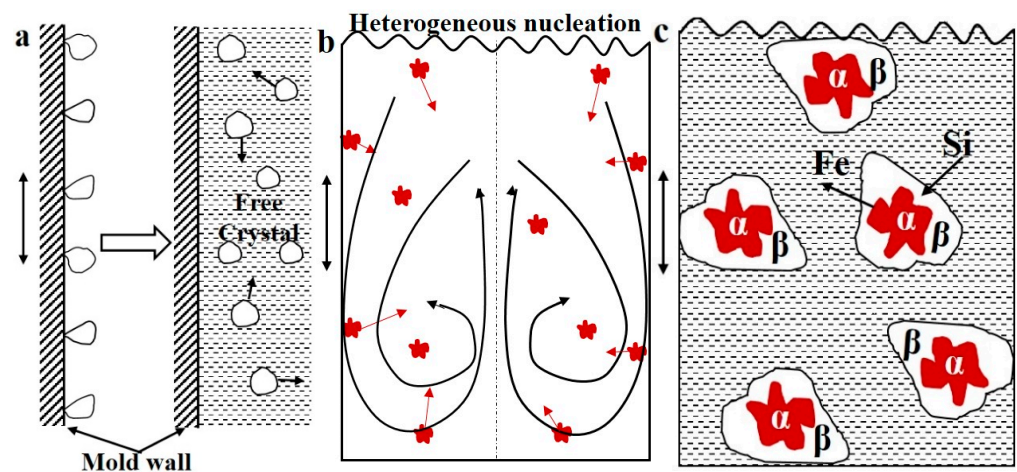 a
Free
Crystal
Mold wall
Heterogeneous nucleation
b
c
α
β
Si
Fe
α
β
α
β
β
α
α
β